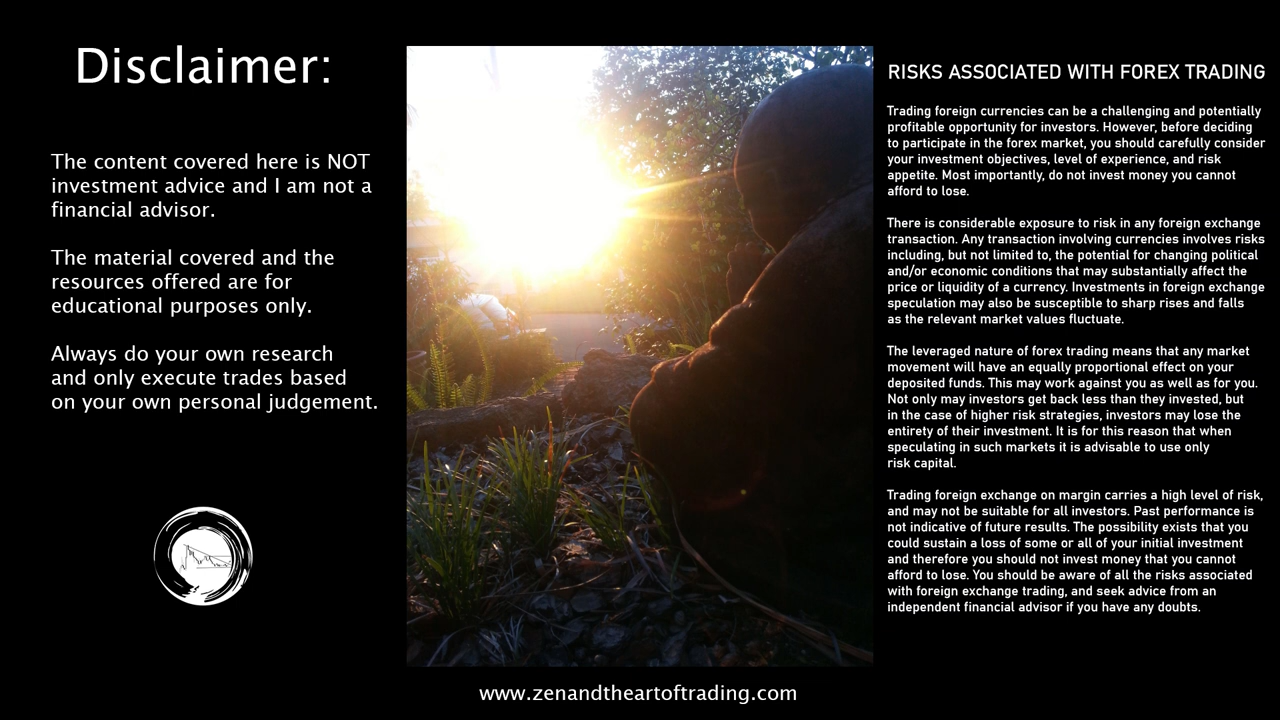 Disclaimer:
The content covered here is NOT
investment advice and I am not a
financial advisor.
The material covered and the
resources offered are for
educational purposes only.
Always do your own research
and only execute trades based
on your own personal judgement.
RISKS ASSOCIATED WITH FOREX TRADING
Trading foreign currencies can be a challenging and potentially
profitable opportunity for investors. However, before deciding
to participate in the forex market, you should carefully consider
your investment objectives, level of experience, and risk
appetite. Most importantly, do not invest money you cannot
afford to lose.
There is considerable exposure to risk in any foreign exchange
transaction. Any transaction involving currencies involves risks
including, but not limited to, the potential for changing political
and/or economic conditions that may substantially affect the
price or liquidity of a currency. Investments in foreign exchange
speculation may also be susceptible to sharp rises and falls
as the relevant market values fluctuate.
The leveraged nature of forex trading means that any market
movement will have an equally proportional effect on your
deposited funds. This may work against you as well as for you.
Not only may investors get back less than they invested, but
in the case of higher risk strategies, investors may lose the
entirety of their investment. It is for this reason that when
speculating in such markets it is advisable to use only
risk capital.
Trading foreign exchange on margin carries a high level of risk,
and may not be suitable for all investors. Past performance is
not indicative of future results. The possibility exists that you
could sustain a loss of some or all of your initial investment
and therefore you should not invest money that you cannot
afford to lose. You should be aware of all the risks associated
with foreign exchange trading, and seek advice from an
independent financial advisor if you have any doubts.
www.zenandtheartoftrading.com